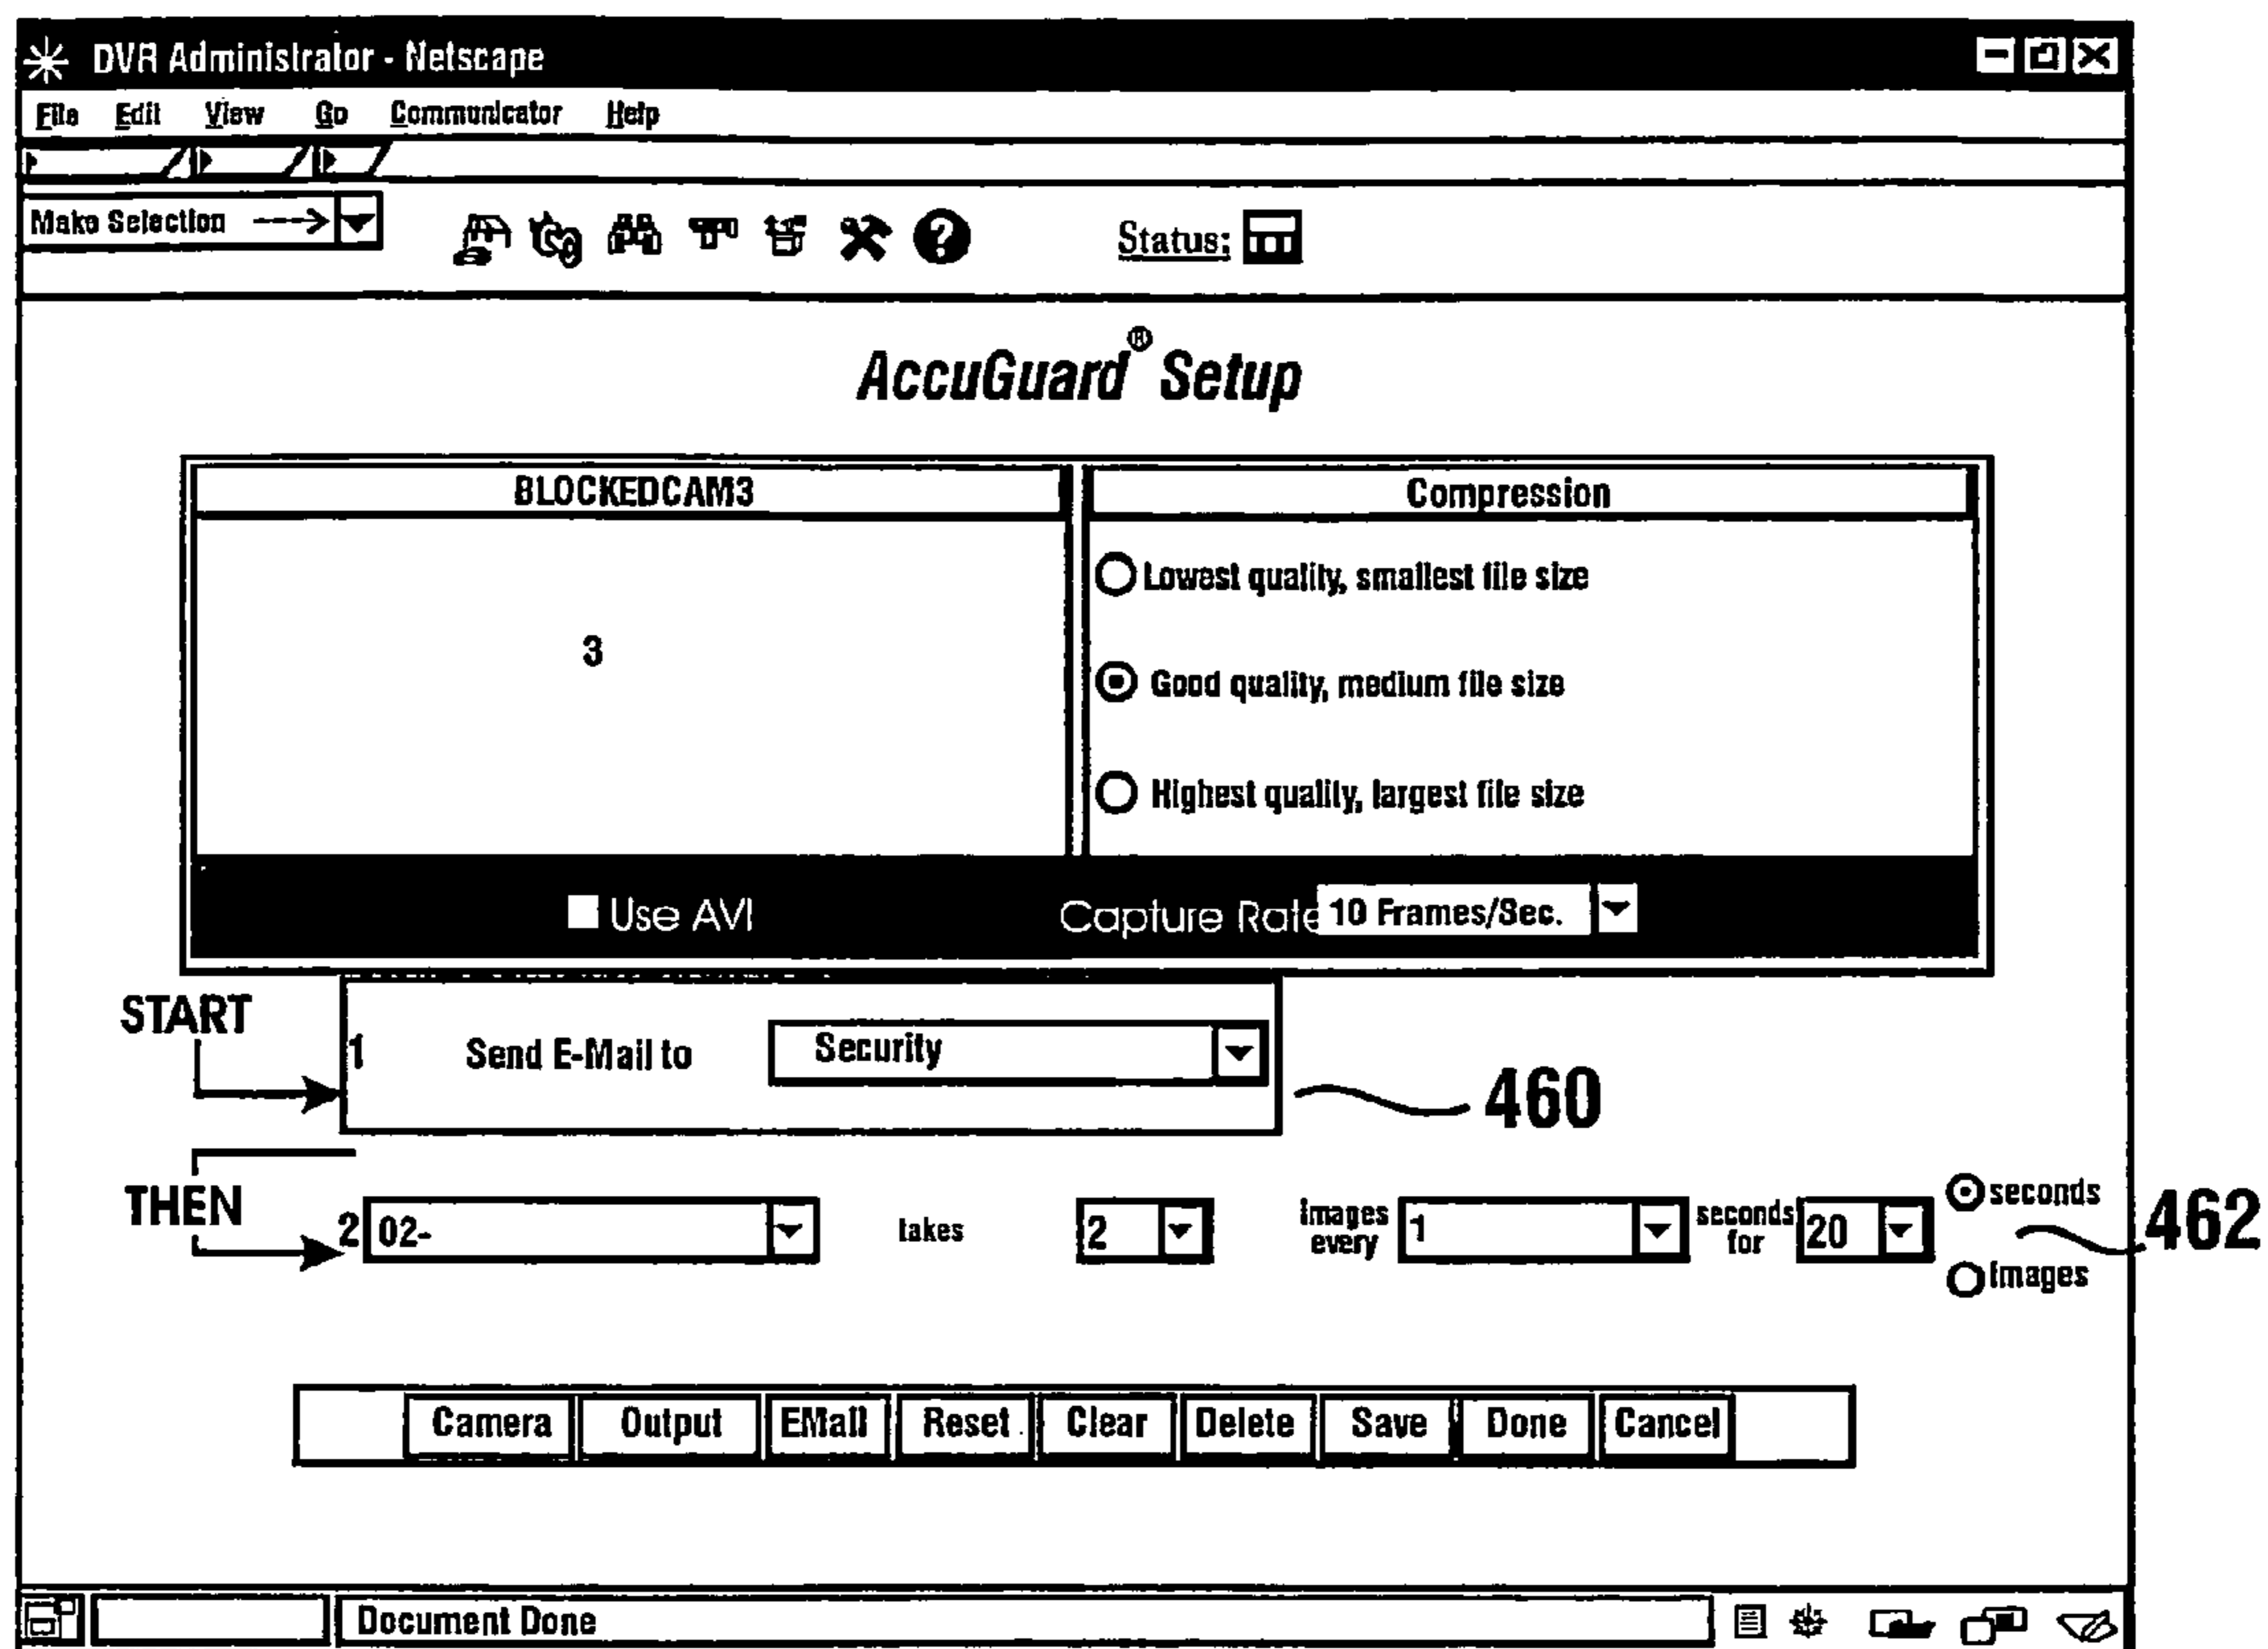 DVR Administrator - Netscape
File Edit View Go Communicator Help
Make Selection --->
Status:
AccuGuard® Setup
BLOCKEDCAM3 Compression
Lowest quality, smallest file size
3
Good quality, medium file size
Highest quality, largest file size
Use AVI Capture Rate 10 Frames/Sec.
START
1 Send E-Mail to Security
460
THEN
2 02- takes 2 Images every 1 seconds for 20 seconds
Images
462
Camera Output EMail Reset Clear Delete Save Done Cancel
Document Done